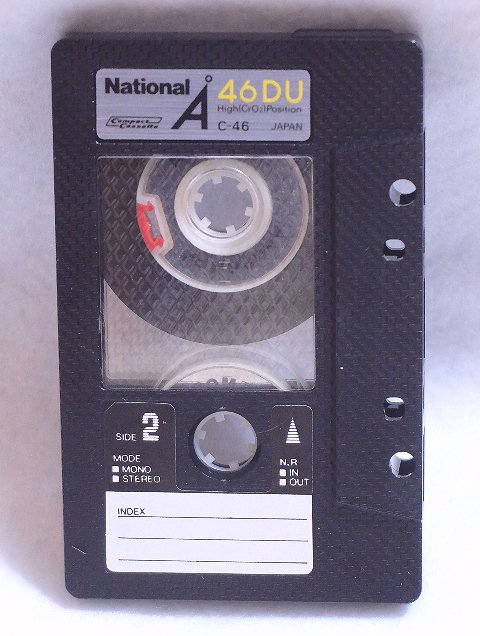 National Å 46DU
High(CrO₂)Position
Compact Cassette
C-46 JAPAN
SIDE 2
MODE
MONO
STEREO
N.R
IN
OUT
INDEX